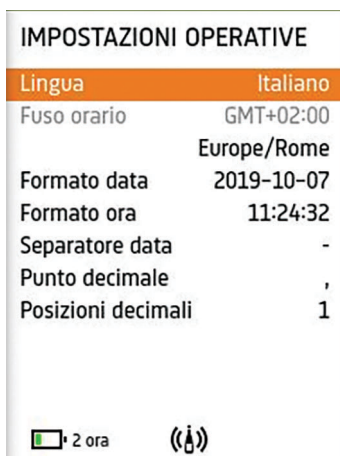 IMPOSTAZIONI OPERATIVE
Lingua Italiano
Fuso orario GMT+02:00
Europe/Rome
Formato data 2019-10-07
Formato ora 11:24:32
Separatore data -
Punto decimale ,
Posizioni decimali 1
2 ora